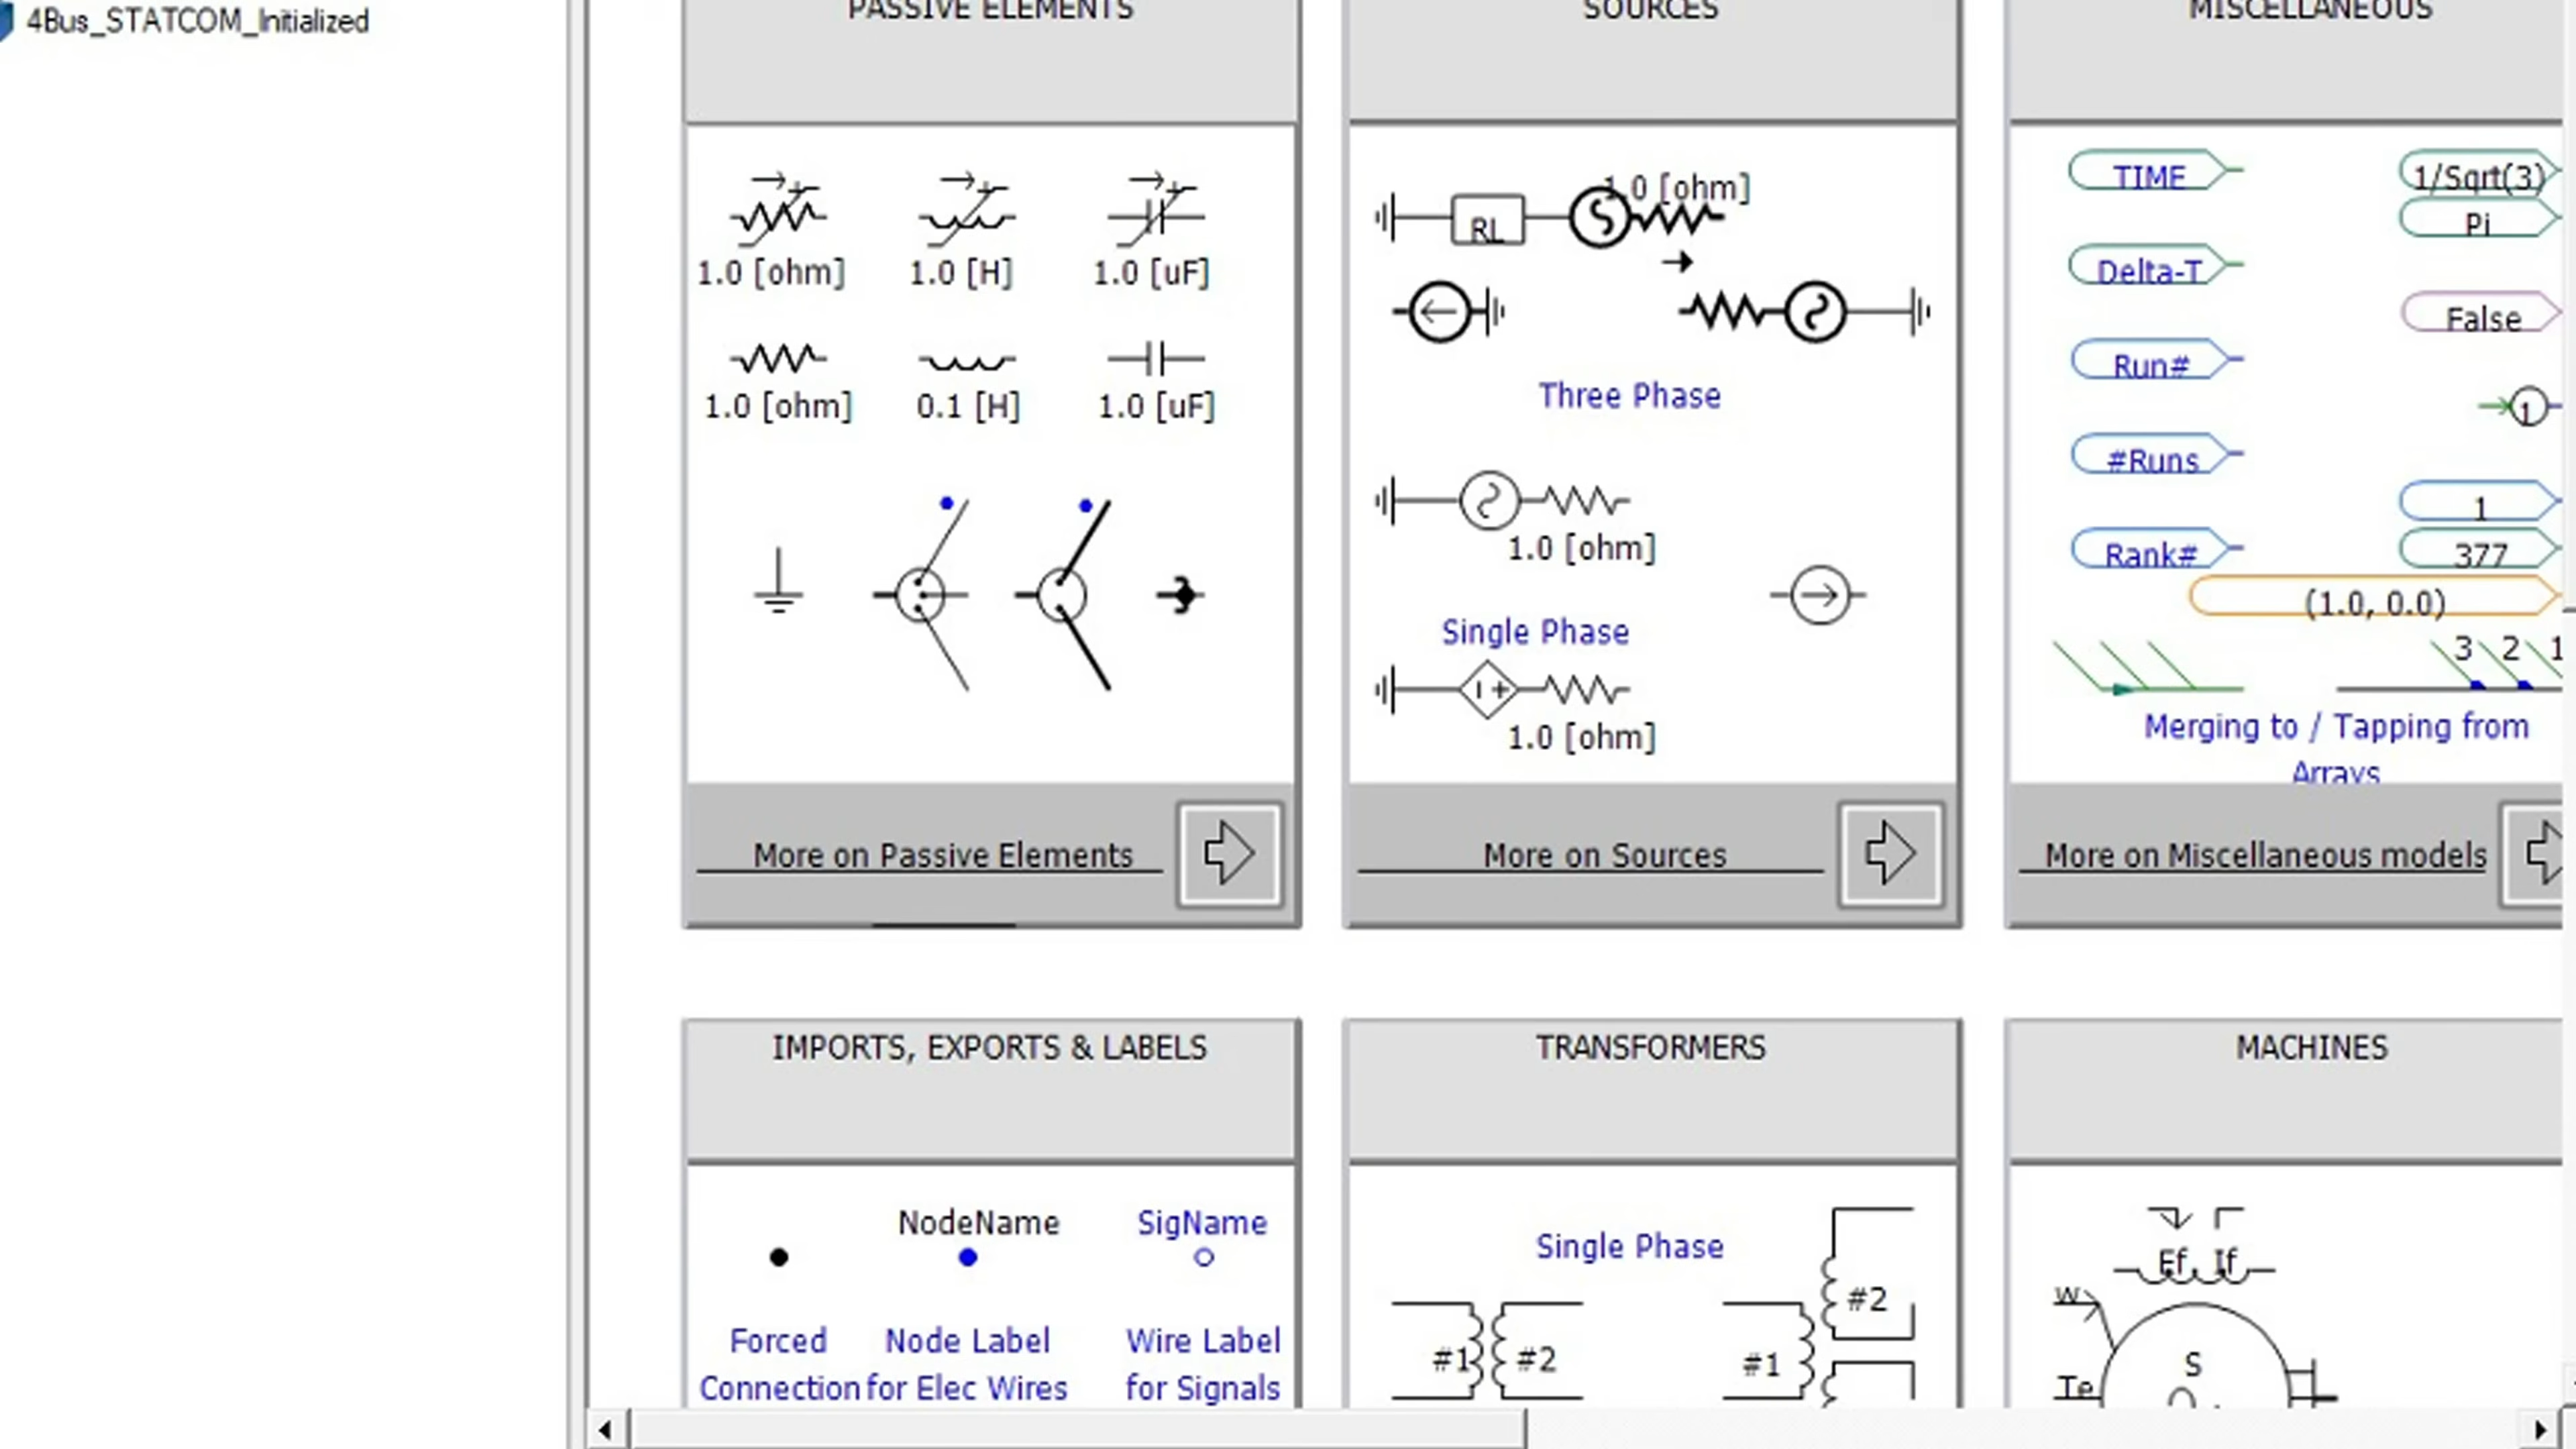 4Bus_STATCOM_Initialized
PASSIVE ELEMENTS
1.0 [ohm] 1.0 [H] 1.0 [uF]
1.0 [ohm] 0.1 [H] 1.0 [uF]
More on Passive Elements
SOURCES
1.0 [ohm]
RL
Three Phase
1.0 [ohm]
Single Phase
1.0 [ohm]
More on Sources
MISCELLANEOUS
TIME 1/Sqrt(3)
Pi
Delta-T
False
Run#
1
#Runs
1
Rank# 377
(1.0, 0.0)
3 2 1
Merging to / Tapping from
Arrays
More on Miscellaneous models
IMPORTS, EXPORTS & LABELS
NodeName SigName
Forced Node Label Wire Label
Connection for Elec Wires for Signals
TRANSFORMERS
Single Phase
#2
#1 #2 #1
MACHINES
Ef If
W
S
Te